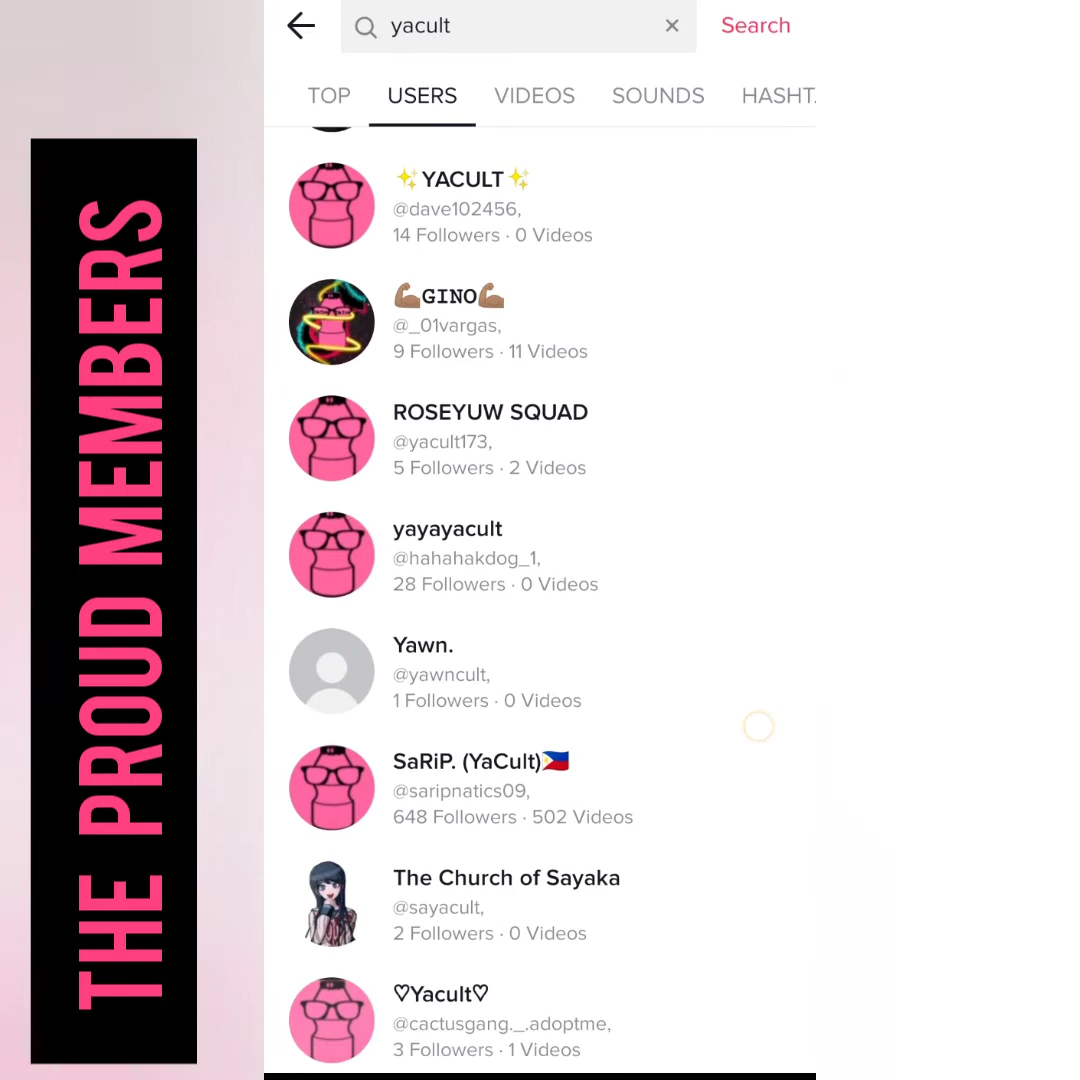 THE PROUD MEMBERS
yacult
Search
TOP USERS VIDEOS SOUNDS HASHT
✨YACULT✨
@dave102456,
14 Followers · 0 Videos
💪🏽GINO💪🏽
@_01vargas,
9 Followers · 11 Videos
ROSEYUW SQUAD
@yacult173,
5 Followers · 2 Videos
yayayacult
@hahahakdog_1,
28 Followers · 0 Videos
Yawn.
@yawncult,
1 Followers · 0 Videos
SaRiP. (YaCult)🇵🇭
@saripnatics09,
648 Followers · 502 Videos
The Church of Sayaka
@sayacult,
2 Followers · 0 Videos
♡Yacult♡
@cactusgang._.adoptme,
3 Followers · 1 Videos